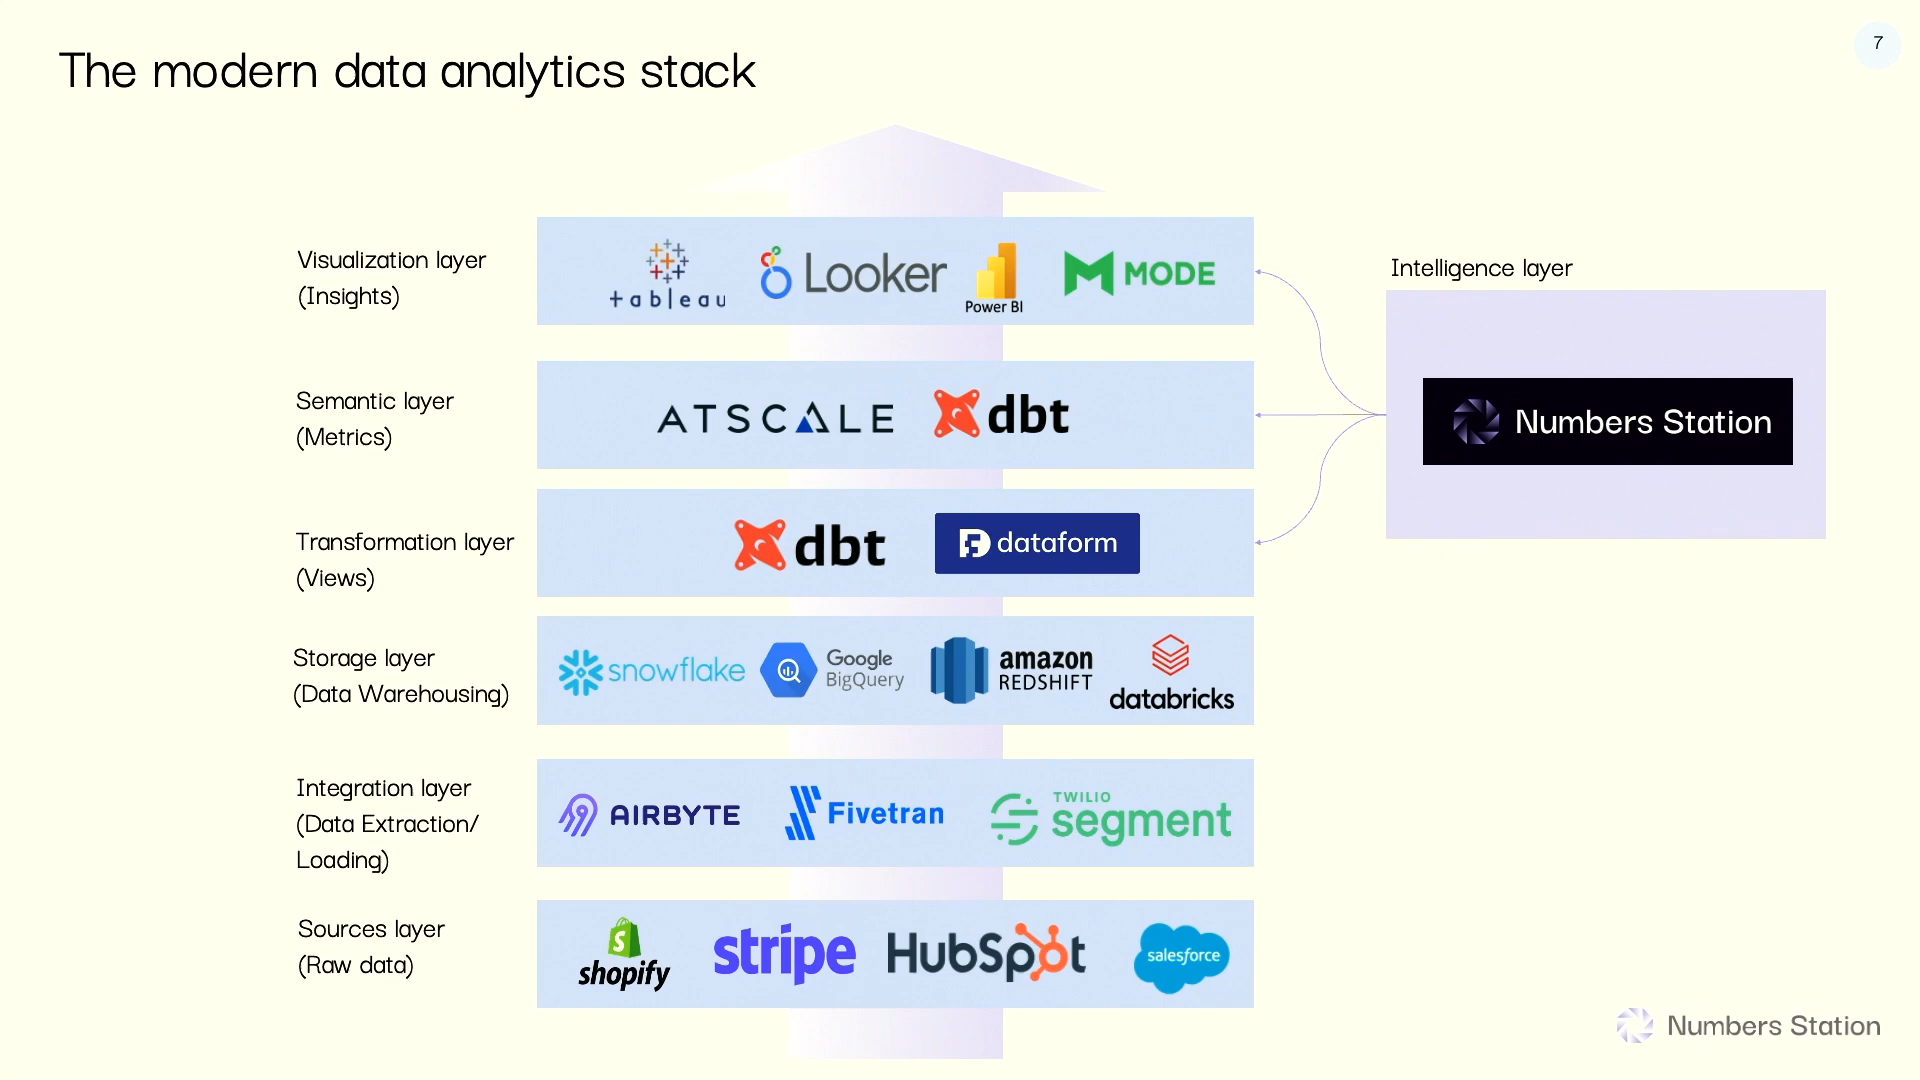 The modern data analytics stack
7
Visualization layer
(Insights)
tableau
Looker
Power BI
MODE
Intelligence layer
Numbers Station
Semantic layer
(Metrics)
ATSCALE
dbt
Transformation layer
(Views)
dbt
dataform
Storage layer
(Data Warehousing)
snowflake
Google
BigQuery
amazon
REDSHIFT
databricks
Integration layer
(Data Extraction/
Loading)
AIRBYTE
Fivetran
TWILIO
segment
Sources layer
(Raw data)
shopify
stripe
HubSpot
salesforce
Numbers Station